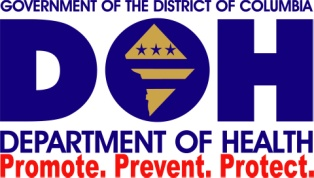 GOVERNMENT OF THE DISTRICT OF COLUMBIA
DOH
DEPARTMENT OF HEALTH
Promote. Prevent. Protect.